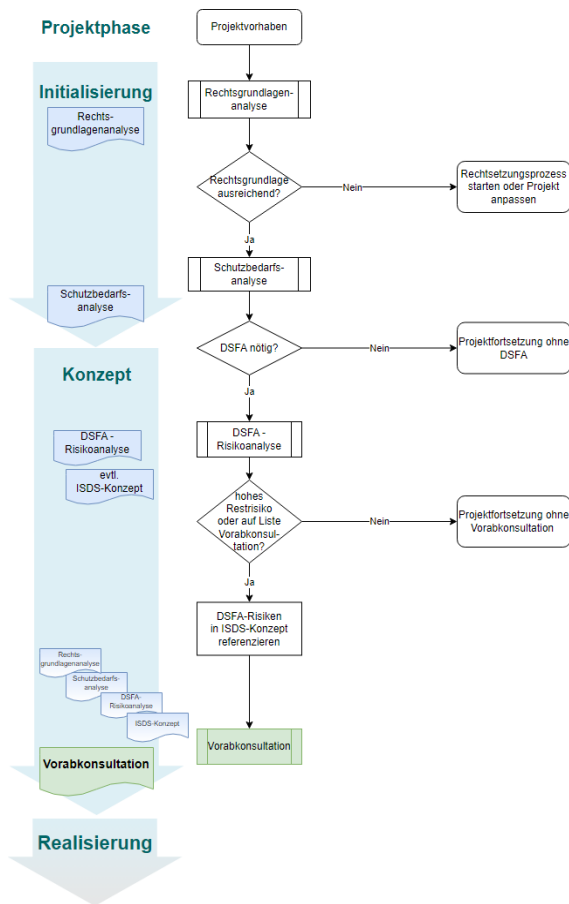 Projektphase
Projektvorhaben
Initialisierung
Rechts-
grundlagenanalyse
Rechtsgrundlagen-
analyse
Rechtsgrundlage
ausreichend?
Nein
Rechtsetzungsprozess
starten oder Projekt
anpassen
Ja
Schutzbedarfs-
analyse
Schutzbedarfs-
analyse
DSFA nötig?
Nein
Projektfortsetzung ohne
DSFA
Konzept
Ja
DSFA -
Risikoanalyse
evtl.
ISDS-Konzept
DSFA -
Risikoanalyse
hohes
Restrisiko
oder auf Liste
Vorabkonsul-
tation?
Nein
Projektfortsetzung ohne
Vorabkonsultation
Ja
DSFA-Risiken
in ISDS-Konzept
referenzieren
Rechts-
grundlagenanalyse
Schutzbedarfs-
analyse
DSFA-
Risikoanalyse
ISDS-Konzept
Vorabkonsultation
Vorabkonsultation
Realisierung